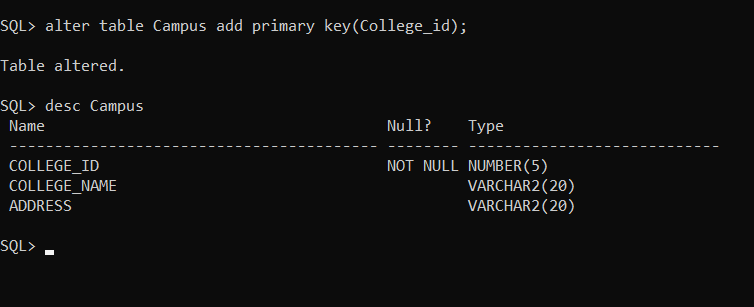 SQL> alter table Campus add primary key(College_id);
Table altered.
SQL> desc Campus
Name Null? Type
----------------------------------------- -------- ----------------------------
COLLEGE_ID NOT NULL NUMBER(5)
COLLEGE_NAME VARCHAR2(20)
ADDRESS VARCHAR2(20)
SQL>